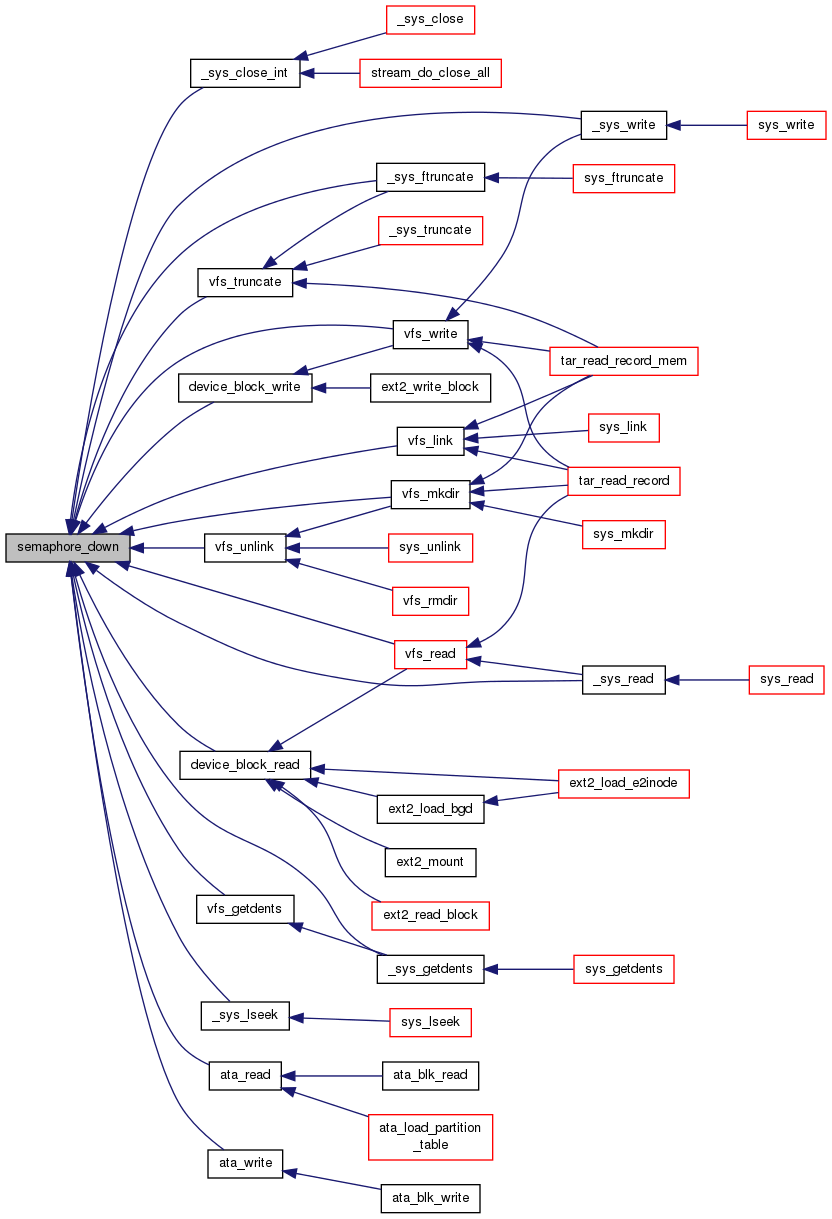 _sys_close
_sys_close_int
stream_do_close_all
_sys_write
sys_write
_sys_ftruncate
sys_ftruncate
_sys_truncate
vfs_truncate
vfs_write
tar_read_record_mem
device_block_write
ext2_write_block
vfs_link
sys_link
tar_read_record
vfs_mkdir
sys_mkdir
semaphore_down
vfs_unlink
sys_unlink
vfs_rmdir
vfs_read
_sys_read
sys_read
device_block_read
ext2_load_e2inode
ext2_load_bgd
ext2_mount
vfs_getdents
ext2_read_block
_sys_getdents
sys_getdents
_sys_lseek
sys_lseek
ata_read
ata_blk_read
ata_load_partition
_table
ata_write
ata_blk_write